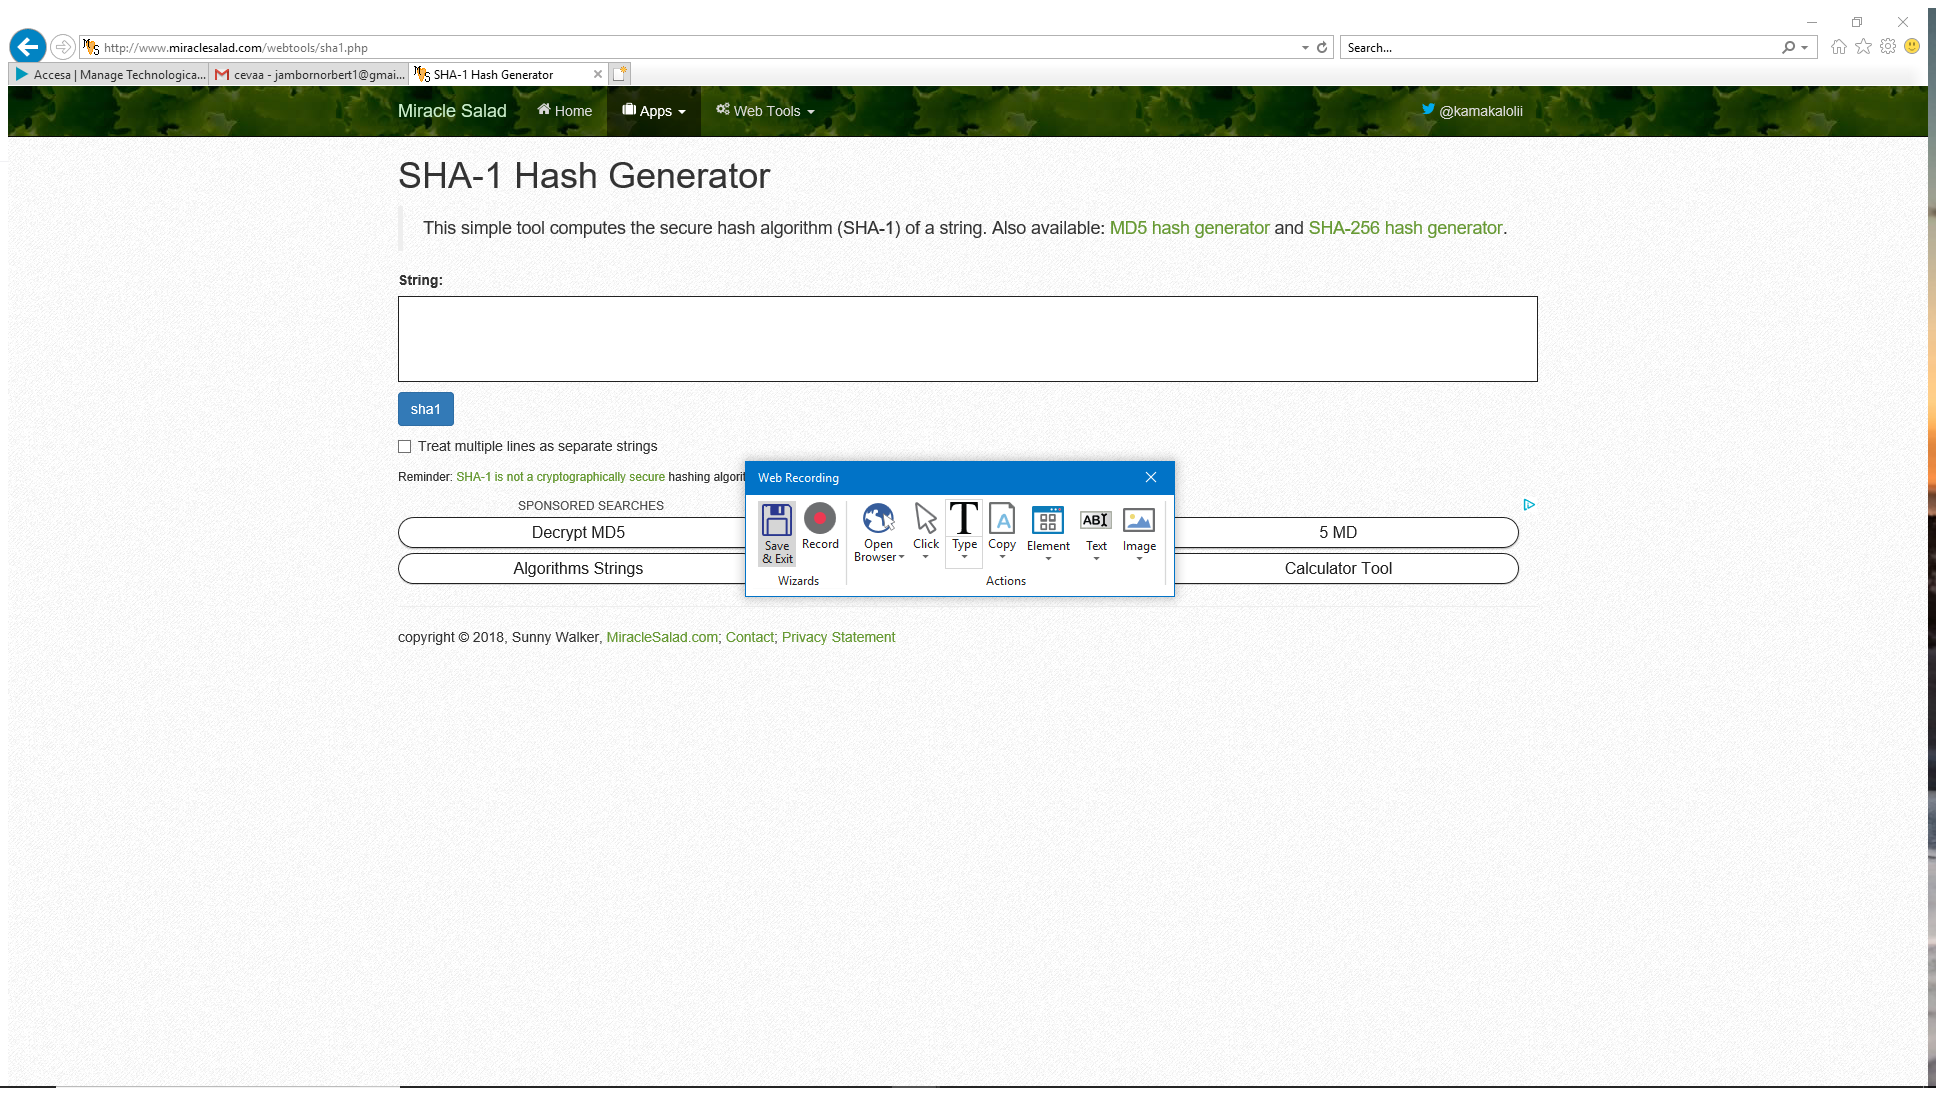 http://www.miraclesalad.com/webtools/sha1.php
Search...
Accesa | Manage Technologica...
cevaa - jambornorbert1@gmai...
SHA-1 Hash Generator
Miracle Salad
Home
Apps
Web Tools
@kamakalolii
SHA-1 Hash Generator
This simple tool computes the secure hash algorithm (SHA-1) of a string. Also available: MD5 hash generator and SHA-256 hash generator.
String:
sha1
Treat multiple lines as separate strings
Reminder: SHA-1 is not a cryptographically secure hashing
SPONSORED SEARCHES
Decrypt MD5
5 MD
Algorithms Strings
Calculator Tool
Web Recording
Save & Exit
Record
Open Browser
Click
Type
Copy
Element
Text
Image
Wizards
Actions
copyright © 2018, Sunny Walker, MiracleSalad.com; Contact; Privacy Statement